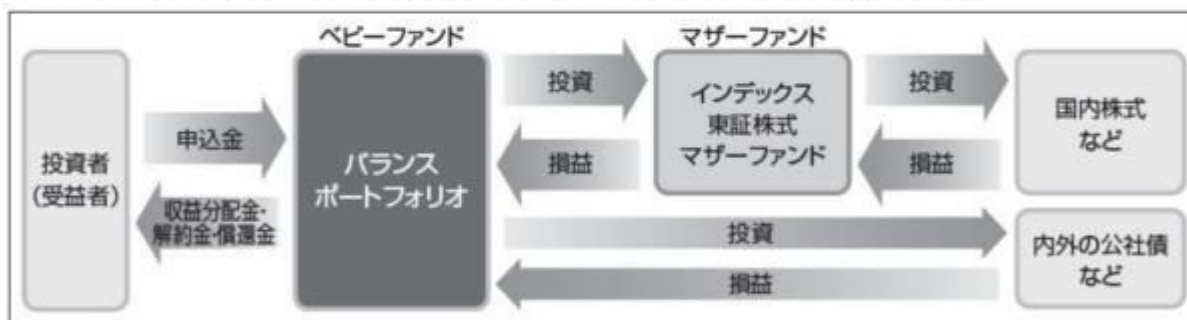 ベビーファンド
マザーファンド
投資者
(受益者)
申込金
収益分配金・
解約金・償還金
バランス
ポートフォリオ
投資
損益
インデックス
東証株式
マザーファンド
投資
損益
国内株式
など
投資
損益
内外の公社債
など